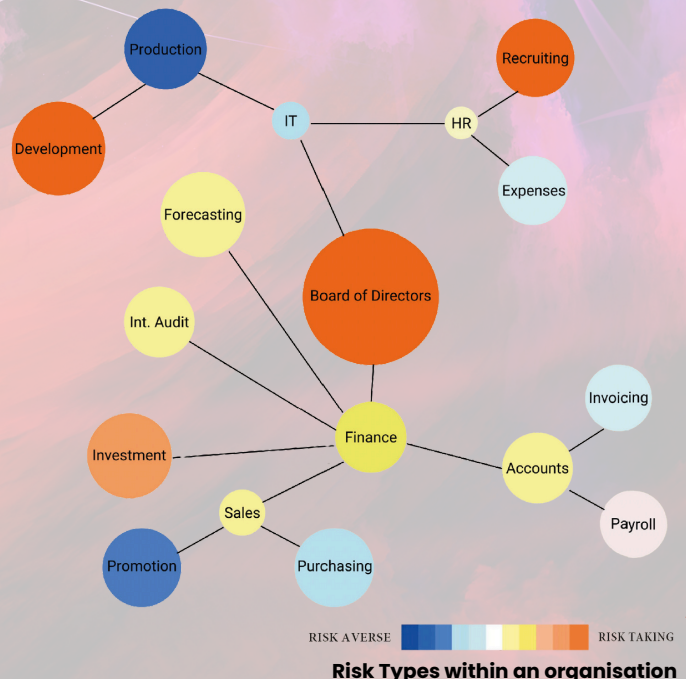 Production
Recruiting
IT
HR
Development
Expenses
Forecasting
Board of Directors
Int. Audit
Invoicing
Finance
Investment
Accounts
Sales
Payroll
Promotion
Purchasing
RISK AVERSE
RISK TAKING
Risk Types within an organisation